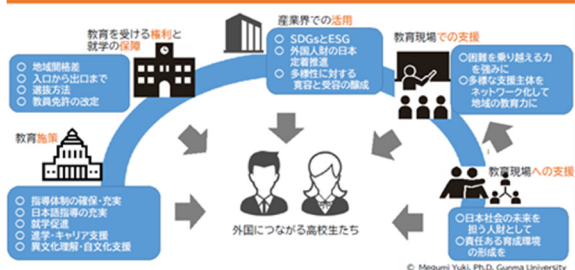 教育を受ける権利と
就学の保障
○ 地域間格差
○ 入口から出口まで
○ 選抜方法
○ 教員免許の改定
産業界での活用
○ SDGsとESG
○ 外国人財の日本
定着推進
○ 多様性に対する
寛容と受容の醸成
教育現場での支援
○困難を乗り越える力
を強みに
○多様な支援主体を
ネットワーク化して
地域の教育力に
教育施策
○ 指導体制の確保・充実
○ 日本語指導の充実
○ 就学促進
○ 進学・キャリア支援
○ 異文化理解・自文化支援
外国につながる高校生たち
教育現場への支援
○日本社会の未来を
担う人財として
○責任ある育成環境
の形成を
© Megumi Yuki, Ph.D, Gunma University